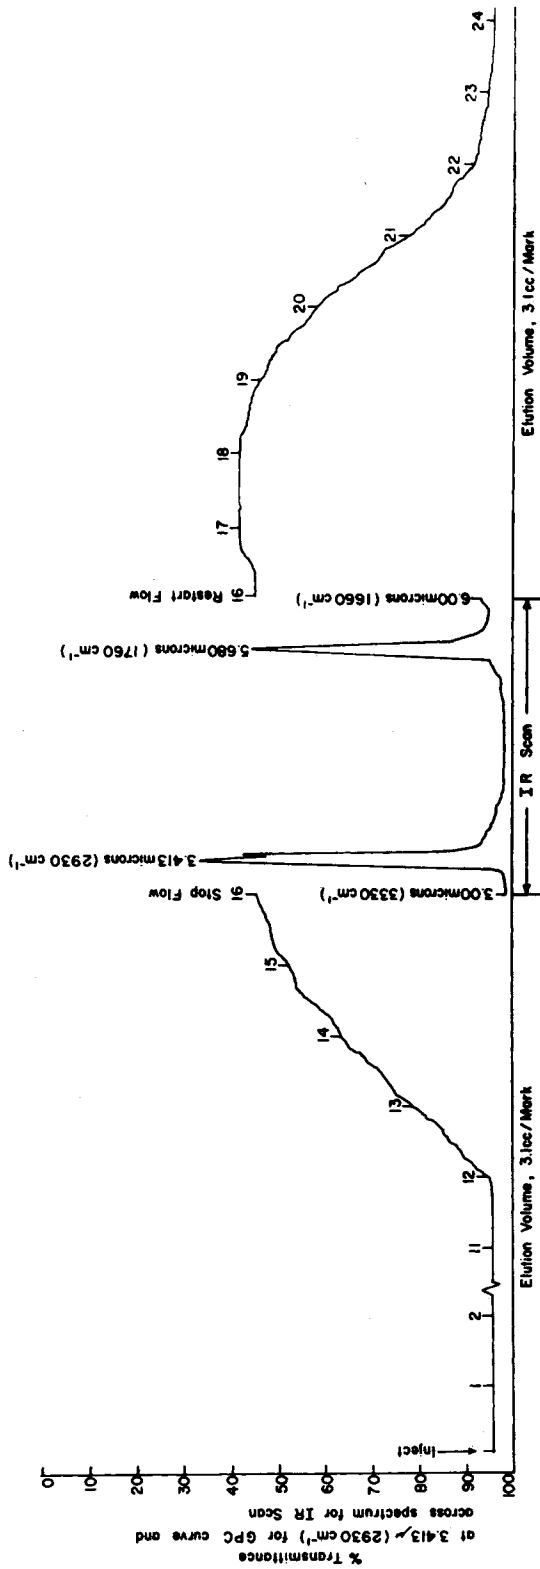 % Transmittance
at 3.413μ (2930 cm⁻¹) for GPC curve and
across spectrum for IR Scan
0
10
20
30
40
50
60
70
80
90
100
Inject
1
2
11
12
13
14
15
16 Stop Flow
3.00 microns (3330 cm⁻¹)
3.413 microns (2930 cm⁻¹)
5.680 microns (1760 cm⁻¹)
6.00 microns (1660 cm⁻¹)
16 Restart Flow
17
18
19
20
21
22
23
24
Elution Volume, 3.1cc/Mark
IR Scan
Elution Volume, 3.1cc/Mark